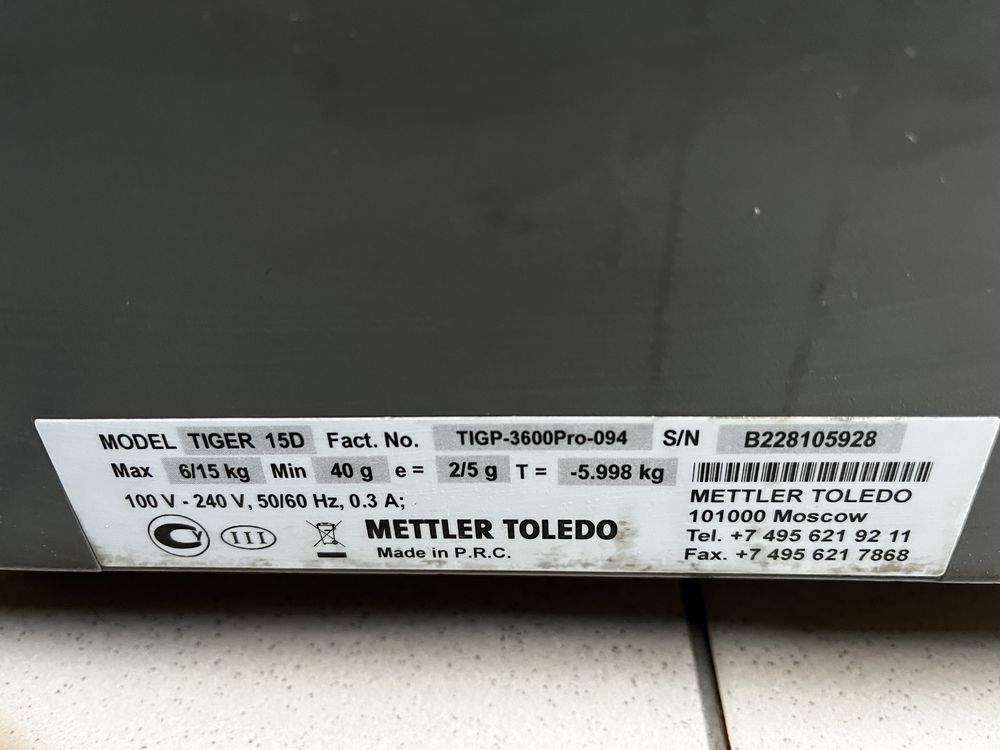 MODEL TIGER 15D Fact. No. TIGP-3600Pro-094 S/N B228105928
Max 6/15 kg Min 40 g e = 2/5 g T = -5.998 kg
100 V - 240 V, 50/60 Hz, 0.3 A;
III
METTLER TOLEDO
Made in P.R.C.
METTLER TOLEDO
101000 Moscow
Tel. +7 495 621 92 11
Fax. +7 495 621 7868